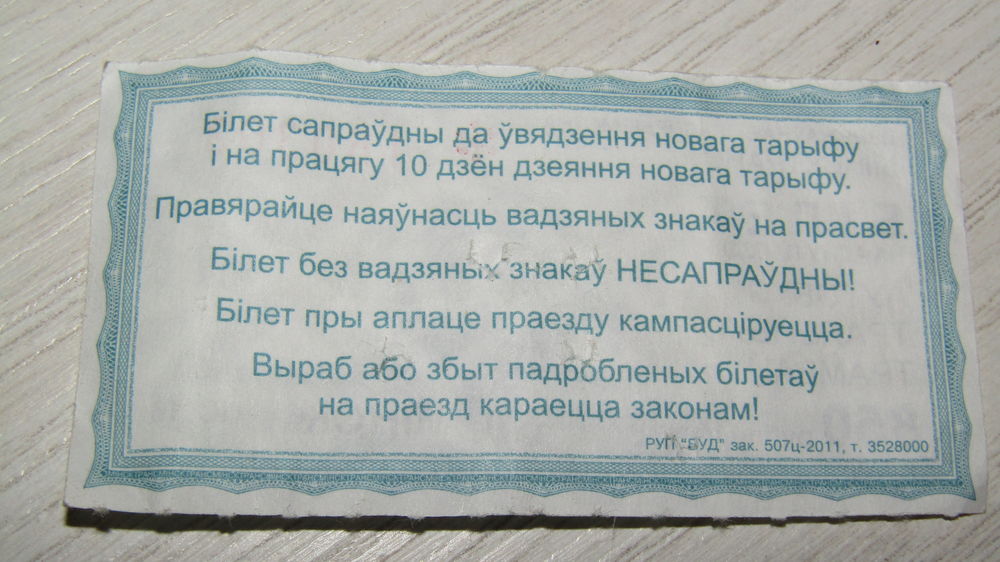 Білет сапраўдны да ўвядзення новага тарыфу
і на працягу 10 дзён дзеяння новага тарыфу.
Правярайце наяўнасць вадзяных знакаў на прасвет.
Білет без вадзяных знакаў НЕСАПРАЎДНЫ!
Білет пры аплаце праезду кампасціруецца.
Выраб або збыт падробленых білетаў
на праезд караецца законам!
РУП "БУД" зак. 507ц-2011, т. 3528000